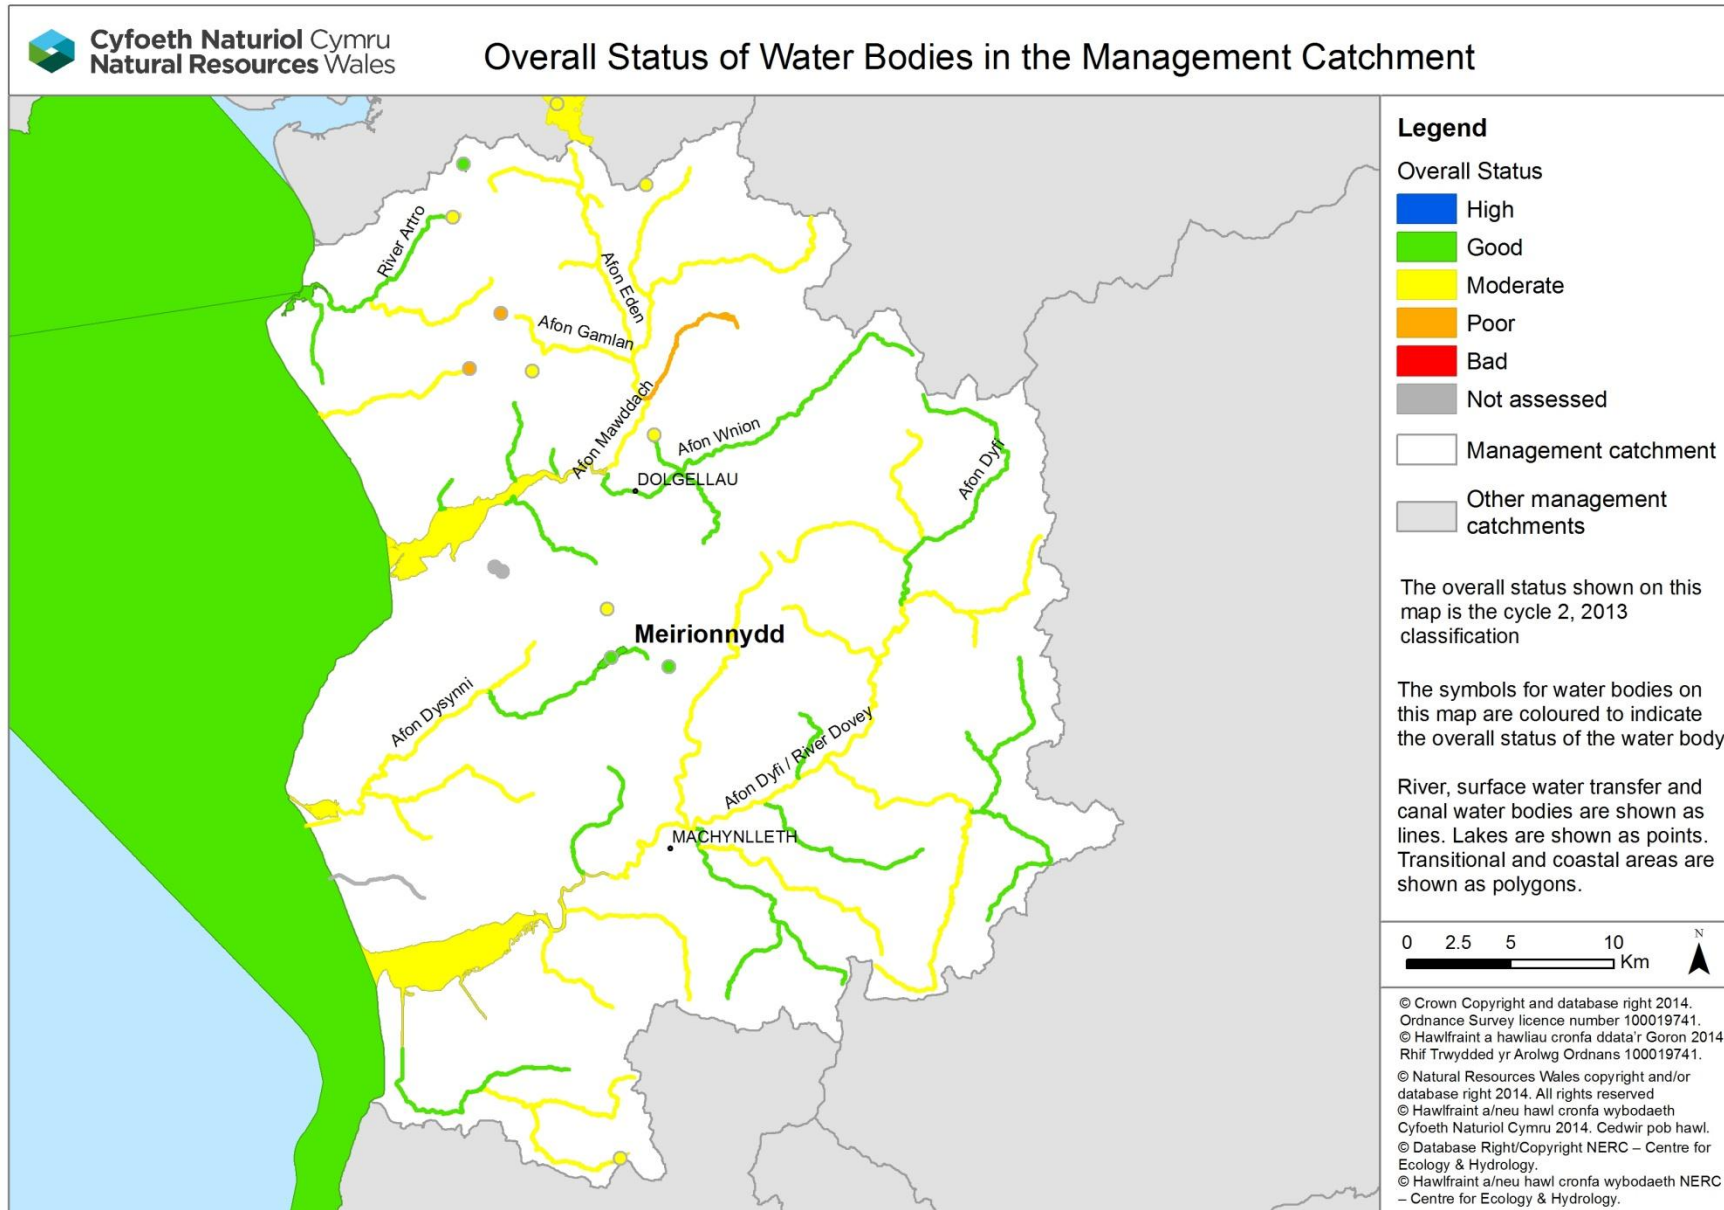 Cyfoeth Naturiol Cymru
Natural Resources Wales
Overall Status of Water Bodies in the Management Catchment
River Artro
Afon Eden
Afon Gamlan
Afon Mawddach
Afon Wnion
DOLGELLAU
Afon Dyfi
Meirionnydd
Afon Dysynni
Afon Dyfi / River Dovey
MACHYNLLETH
Legend
Overall Status
High
Good
Moderate
Poor
Bad
Not assessed
Management catchment
Other management
catchments
The overall status shown on this
map is the cycle 2, 2013
classification
The symbols for water bodies on
this map are coloured to indicate
the overall status of the water body
River, surface water transfer and
canal water bodies are shown as
lines. Lakes are shown as points.
Transitional and coastal areas are
shown as polygons.
0 2.5 5 10
Km
N
© Crown Copyright and database right 2014.
Ordnance Survey licence number 100019741.
© Hawlfraint a hawliau cronfa ddata'r Goron 2014
Rhif Trwydded yr Arolwg Ordnans 100019741.
© Natural Resources Wales copyright and/or
database right 2014. All rights reserved
© Hawlfraint a/neu hawl cronfa wybodaeth
Cyfoeth Naturiol Cymru 2014. Cedwir pob hawl.
© Database Right/Copyright NERC – Centre for
Ecology & Hydrology.
© Hawlfraint a/neu hawl cronfa wybodaeth NERC
– Centre for Ecology & Hydrology.